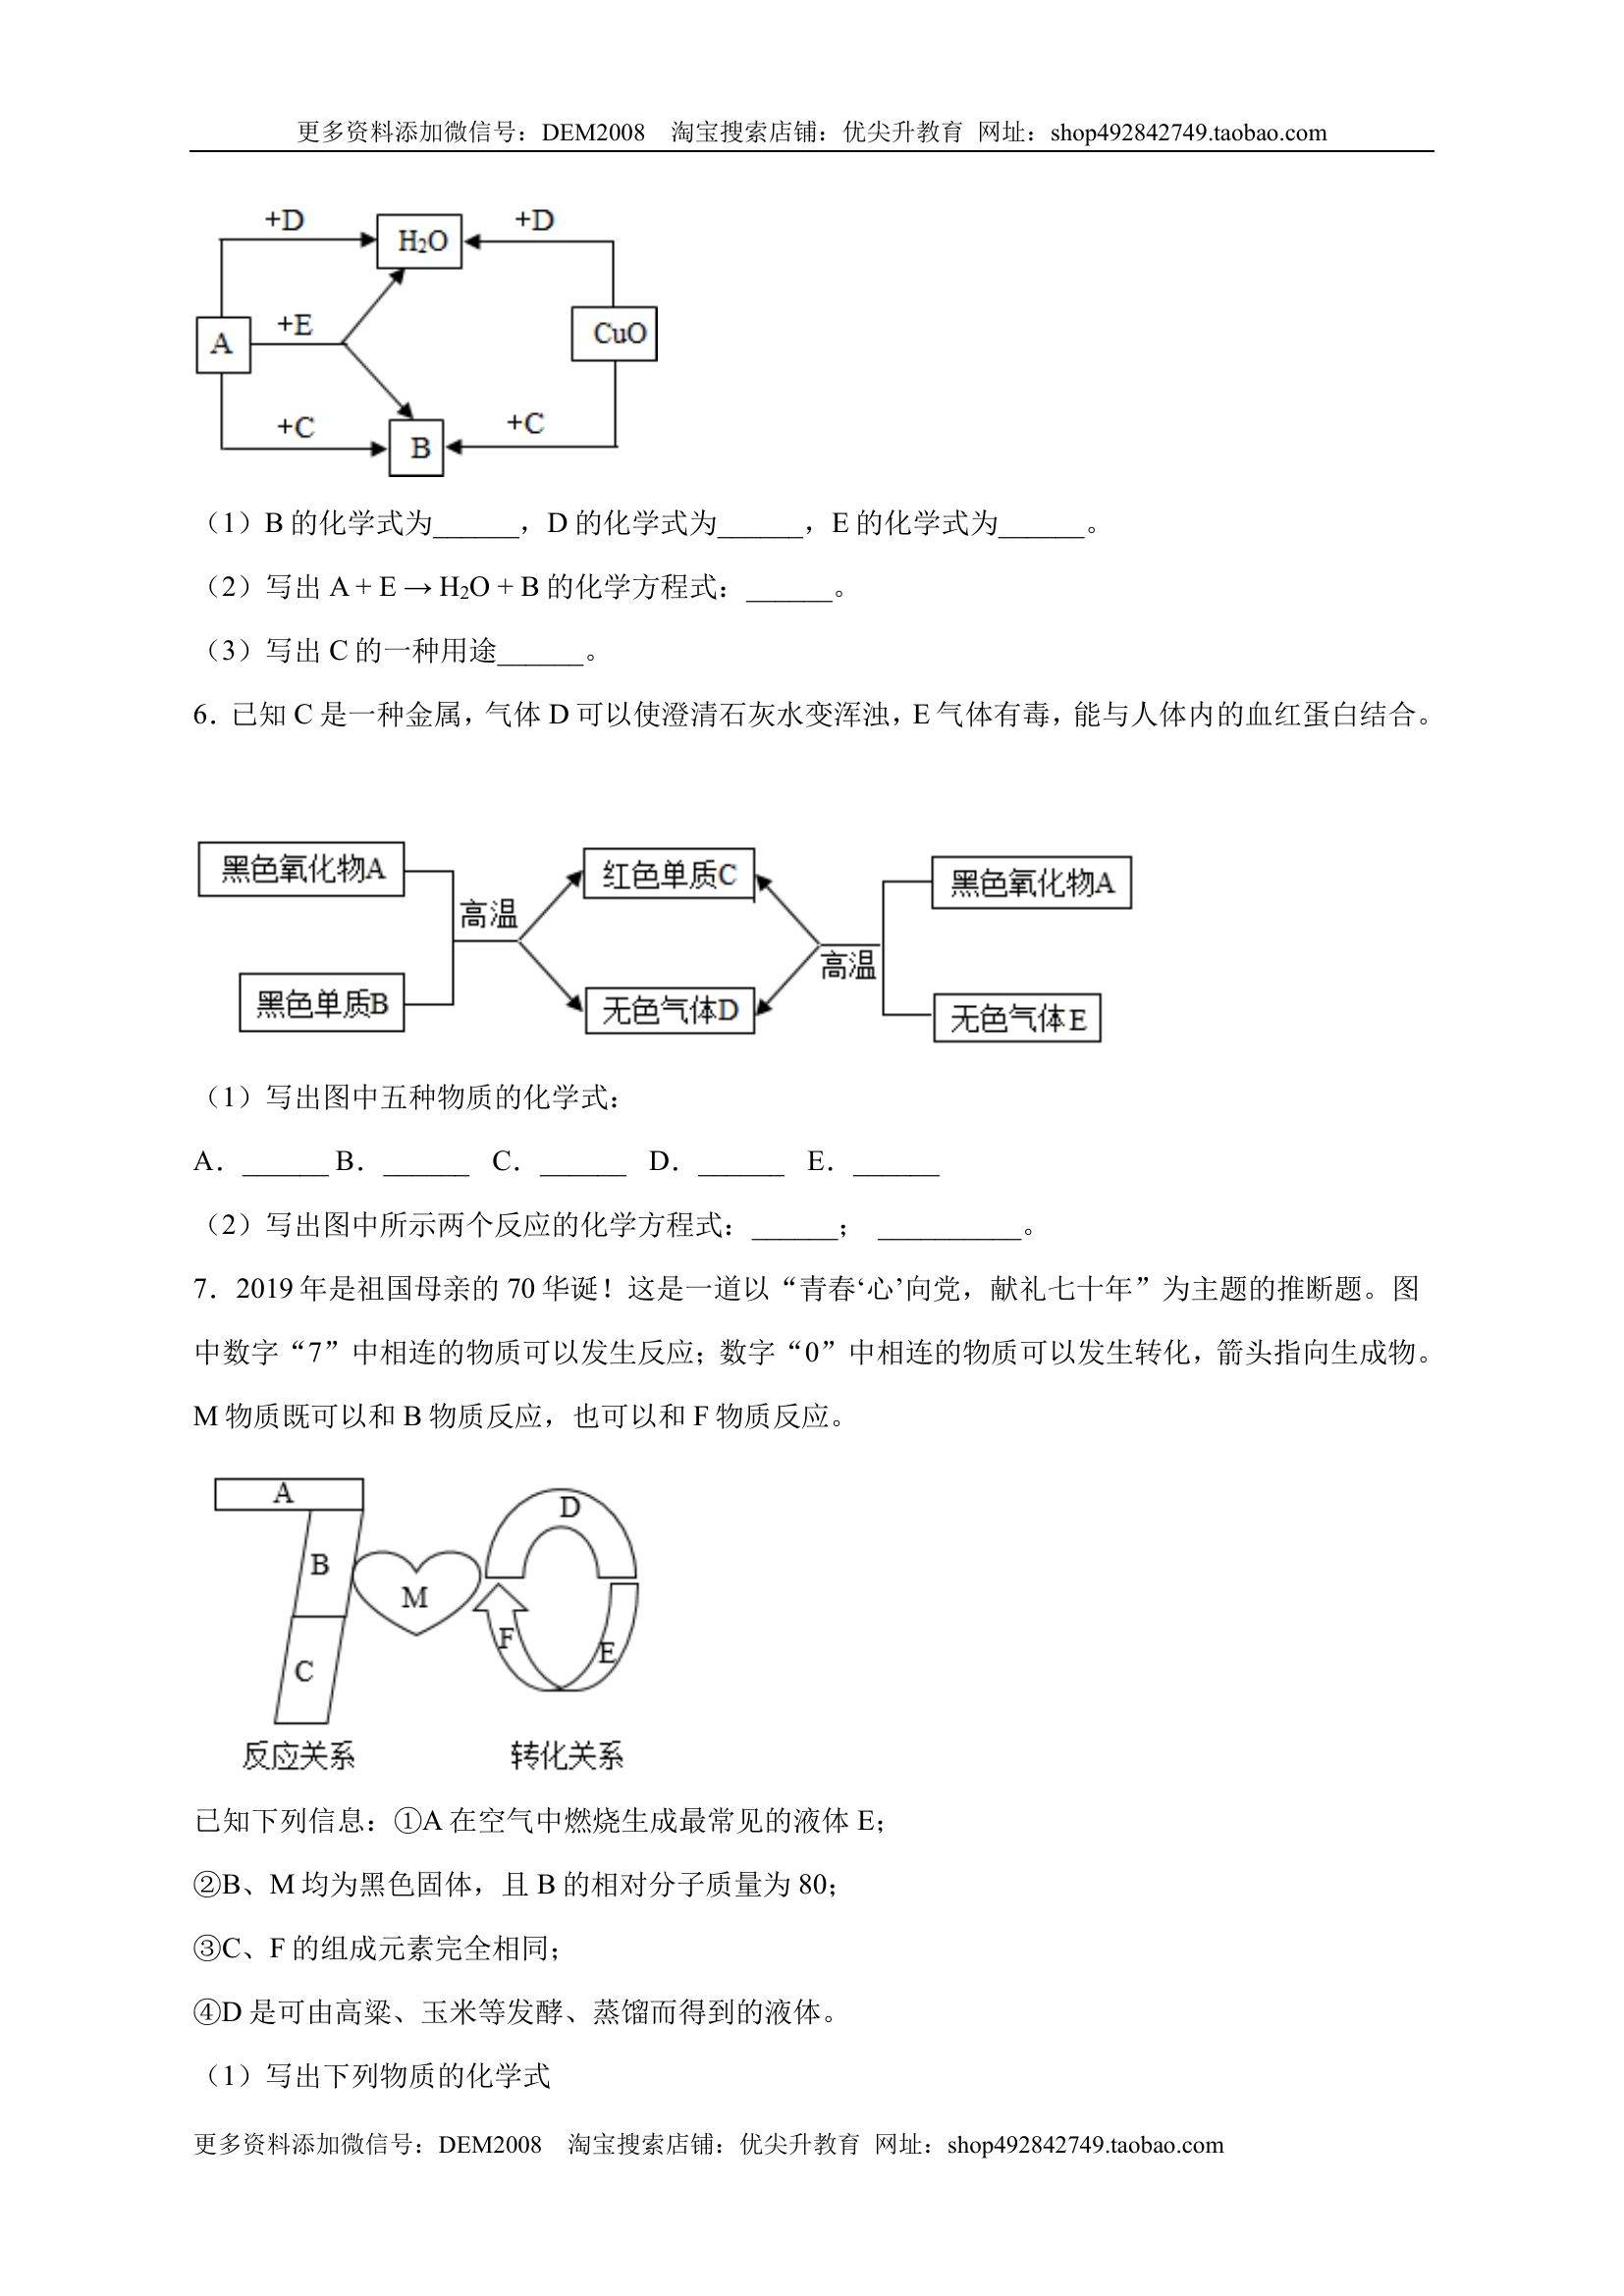 更多资料添加微信号：DEM2008 淘宝搜索店铺：优尖升教育 网址：shop492842749.taobao.com
+D
H₂O
+D
A
+E
CuO
+C
B
+C
（1）B 的化学式为______，D 的化学式为______，E 的化学式为______。
（2）写出 A + E → H₂O + B 的化学方程式：______。
（3）写出 C 的一种用途______。
6．已知 C 是一种金属，气体 D 可以使澄清石灰水变浑浊，E 气体有毒，能与人体内的血红蛋白结合。
黑色氧化物A
红色单质C
黑色氧化物A
高温
高温
黑色单质B
无色气体D
无色气体E
（1）写出图中五种物质的化学式：
A．______ B．______ C．______ D．______ E．______
（2）写出图中所示两个反应的化学方程式：______； __________。
7．2019 年是祖国母亲的 70 华诞！这是一道以“青春‘心’向党，献礼七十年”为主题的推断题。图
中数字“7”中相连的物质可以发生反应；数字“0”中相连的物质可以发生转化，箭头指向生成物。
M 物质既可以和 B 物质反应，也可以和 F 物质反应。
A
D
B
M
F
E
C
反应关系
转化关系
已知下列信息：①A 在空气中燃烧生成最常见的液体 E；
②B、M 均为黑色固体，且 B 的相对分子质量为 80；
③C、F 的组成元素完全相同；
④D 是可由高粱、玉米等发酵、蒸馏而得到的液体。
（1）写出下列物质的化学式
更多资料添加微信号：DEM2008 淘宝搜索店铺：优尖升教育 网址：shop492842749.taobao.com